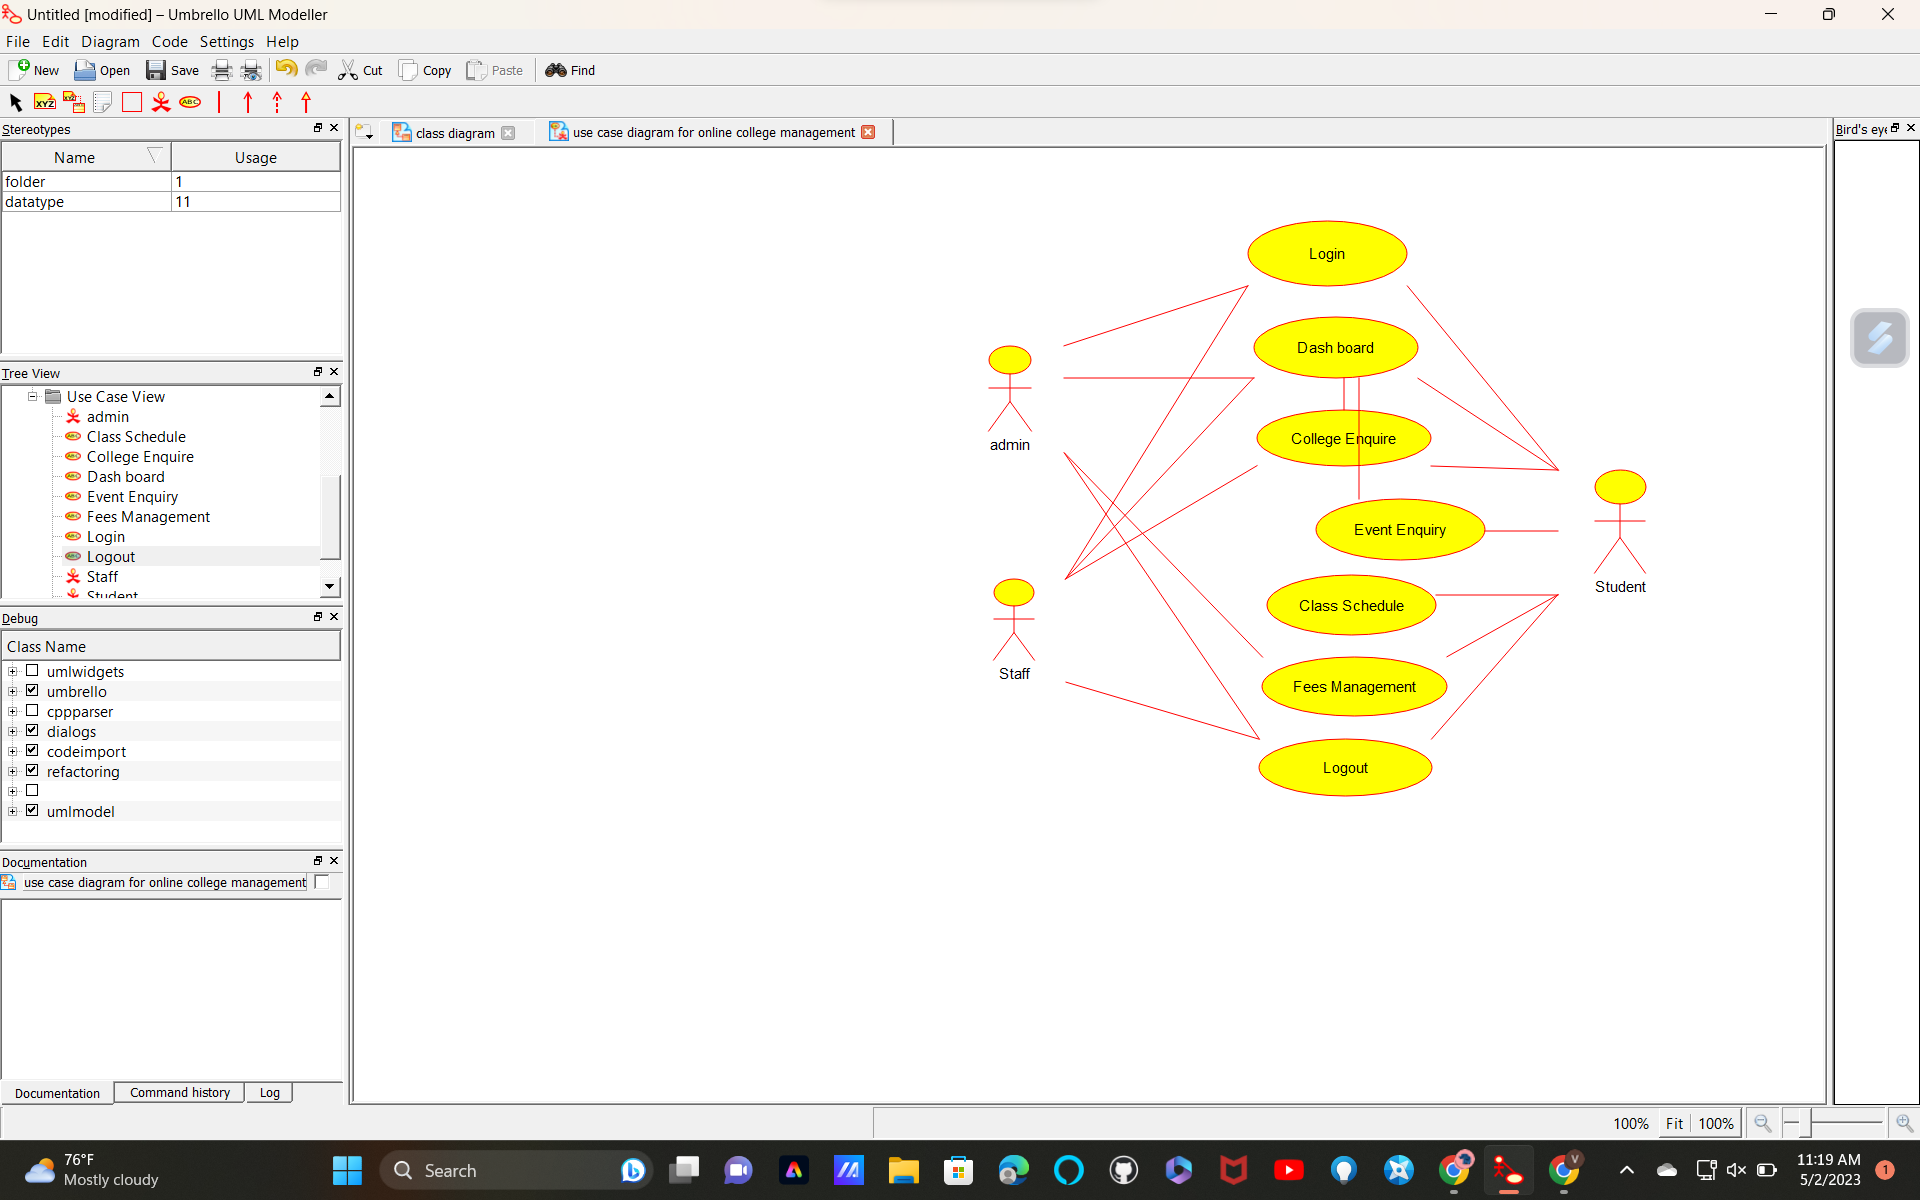 Untitled [modified] – Umbrello UML Modeller
File Edit Diagram Code Settings Help
New Open Save Cut Copy Paste Find
XYZ XYZ ABC
Stereotypes
Name Usage
folder 1
datatype 11
Tree View
Use Case View
admin
Class Schedule
College Enquire
Dash board
Event Enquiry
Fees Management
Login
Logout
Staff
Student
Debug
Class Name
umlwidgets
umbrello
cppparser
dialogs
codeimport
refactoring
umlmodel
Documentation
use case diagram for online college management
Documentation Command history Log
class diagram use case diagram for online college management
Login
Dash board
College Enquire
Event Enquiry
Class Schedule
Fees Management
Logout
admin
Staff
Student
Bird's eye
100% Fit 100%
76°F
Mostly cloudy
Search
V
11:19 AM
5/2/2023
1